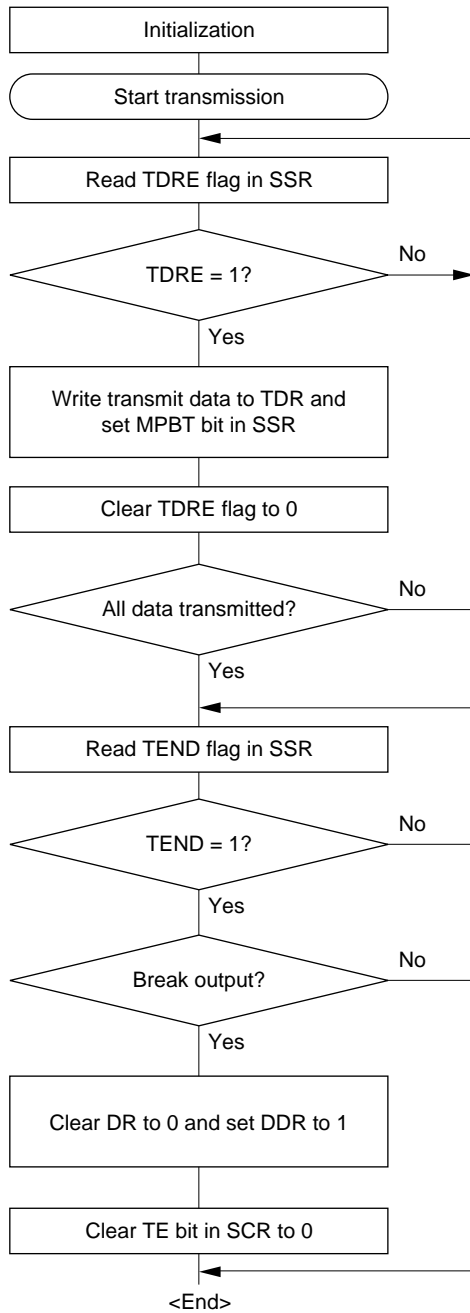 Initialization
Start transmission
Read TDRE flag in SSR
No
TDRE = 1?
Yes
Write transmit data to TDR and
set MPBT bit in SSR
Clear TDRE flag to 0
No
All data transmitted?
Yes
Read TEND flag in SSR
No
TEND = 1?
Yes
No
Break output?
Yes
Clear DR to 0 and set DDR to 1
Clear TE bit in SCR to 0
<End>